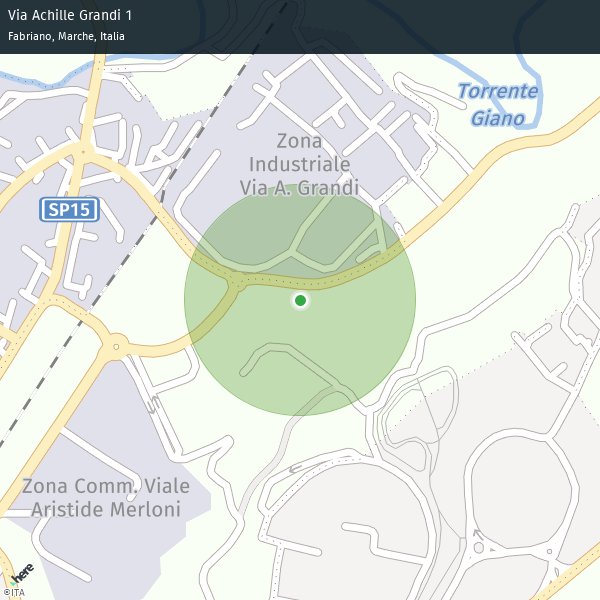 Via Achille Grandi 1
Fabriano, Marche, Italia
Torrente
Giano
Zona
Industriale
Via A. Grandi
SP15
Zona Comm. Viale
Aristide Merloni
here
©ITA